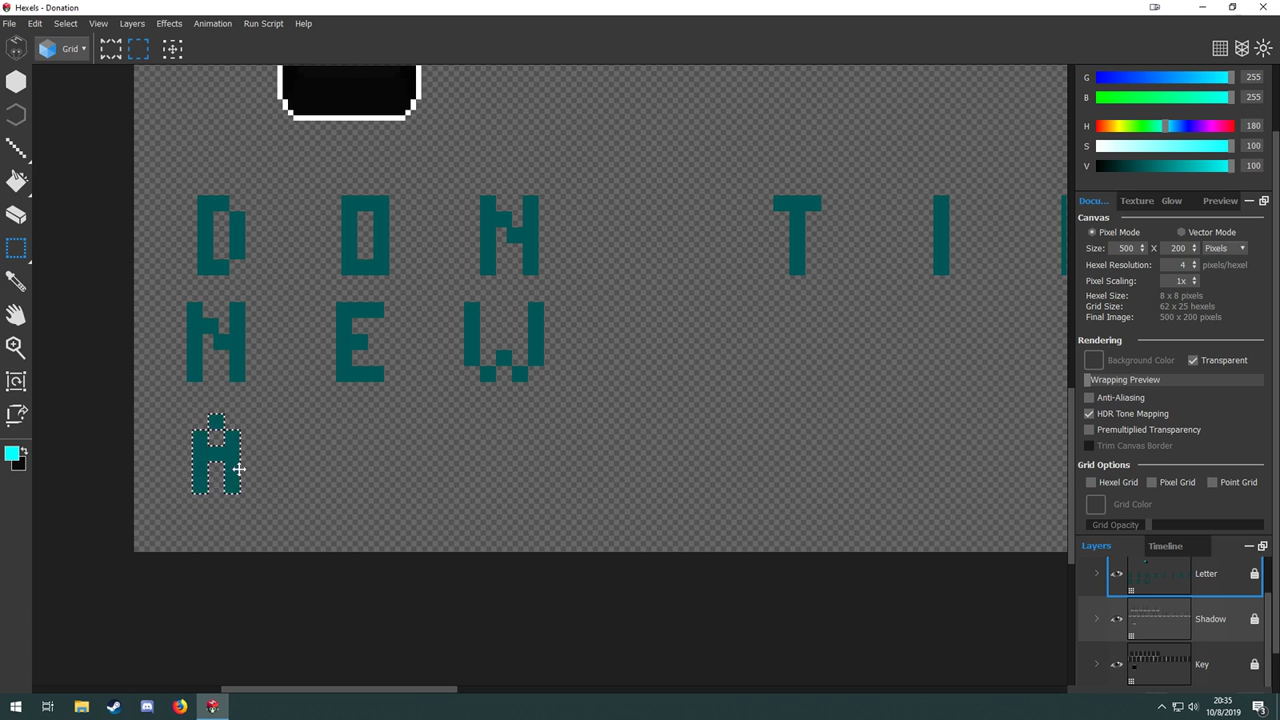 Hexels - Donation
File Edit Select View Layers Effects Animation Run Script Help
Grid
G 255
B 255
H 180
S 100
V 100
Docu... Texture Glow Preview
Canvas
Pixel Mode Vector Mode
Size: 500 X 200 Pixels
Hexel Resolution: 4 pixels/hexel
Pixel Scaling: 1x
Hexel Size: 8 x 8 pixels
Grid Size: 62 x 25 hexels
Final Image: 500 x 200 pixels
Rendering
Background Color Transparent
Wrapping Preview
Anti-Aliasing
HDR Tone Mapping
Premultiplied Transparency
Trim Canvas Border
Grid Options
Hexel Grid Pixel Grid Point Grid
Grid Color
Grid Opacity
Layers Timeline
Letter
Shadow
Key
D O N T I
N E W
A
20:35
10/8/2019
3